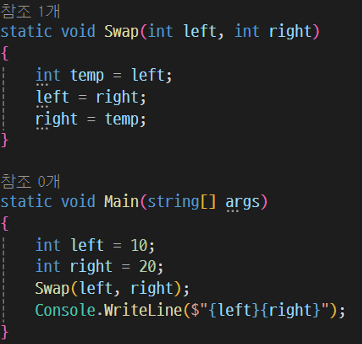 참조 1개
static void Swap(int left, int right)
{
    int temp = left;
    left = right;
    right = temp;
}
참조 0개
static void Main(string[] args)
{
    int left = 10;
    int right = 20;
    Swap(left, right);
    Console.WriteLine($"{left}{right}");
}